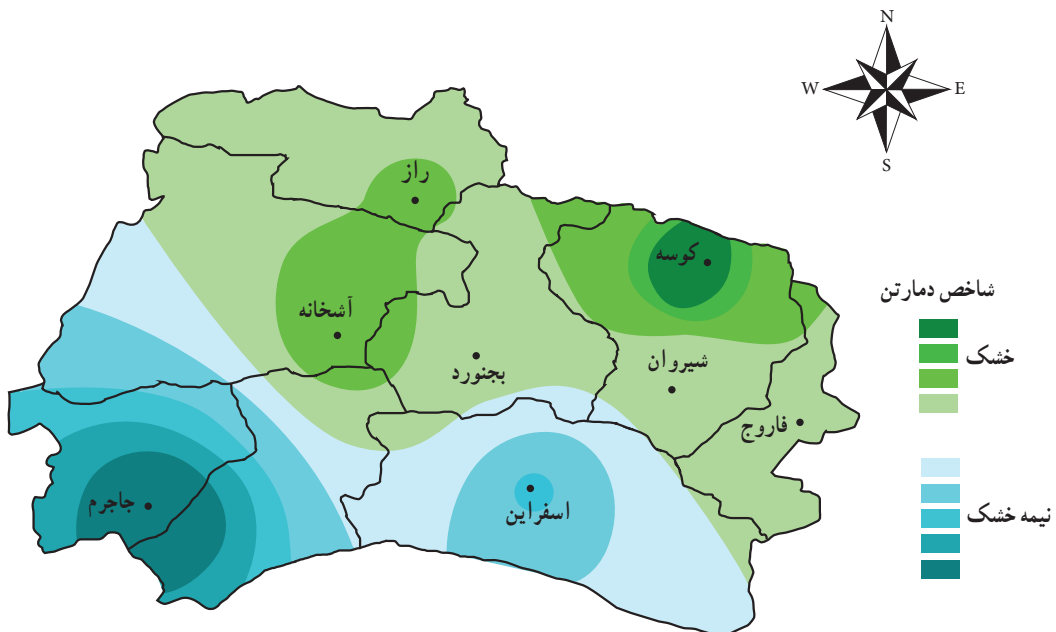 N
W E
S
راز
کوسه
آشخانه
بجنورد
شیروان
فاروج
جاجرم
اسفراین
شاخص دمارتن
خشک
نیمه خشک